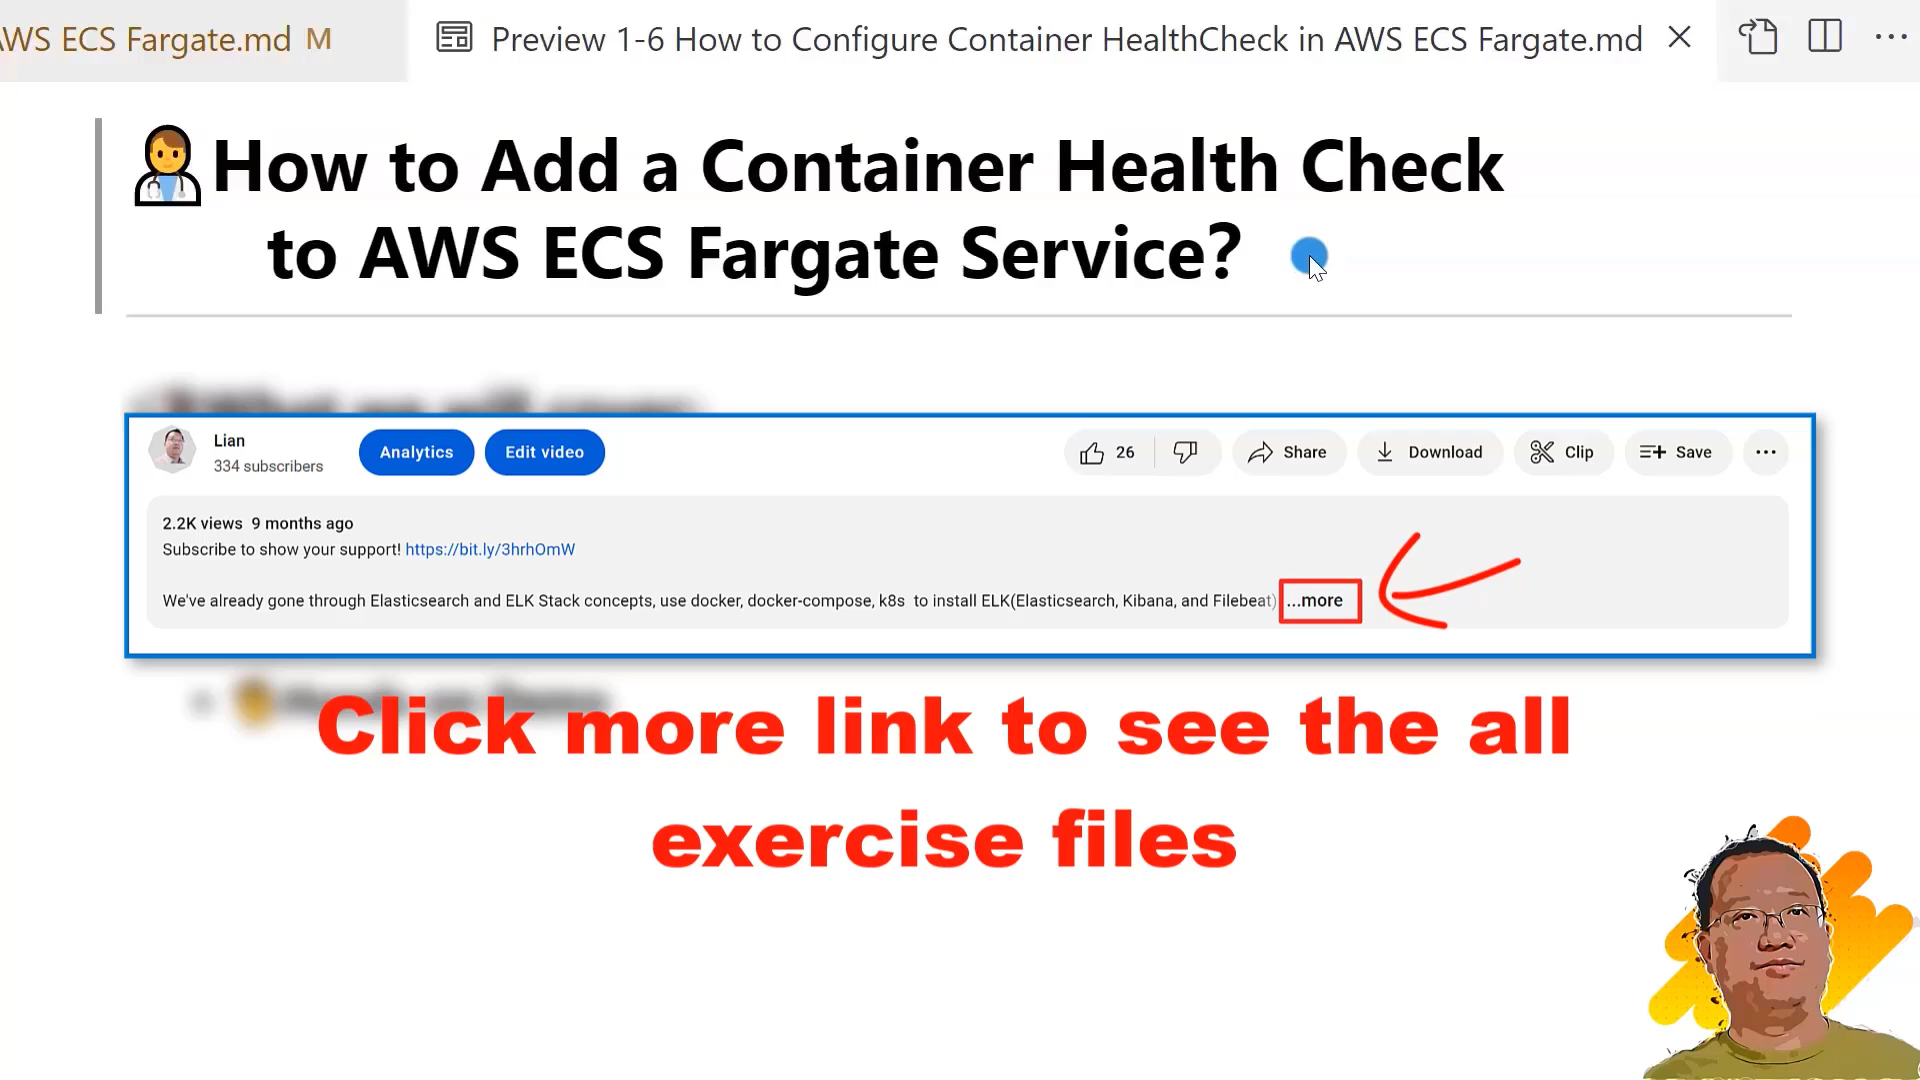 WS ECS Fargate.md M
Preview 1-6 How to Configure Container HealthCheck in AWS ECS Fargate.md
How to Add a Container Health Check
to AWS ECS Fargate Service?
Lian
334 subscribers
Analytics
Edit video
26
Share
Download
Clip
Save
2.2K views 9 months ago
Subscribe to show your support! https://bit.ly/3hrhOmW
We've already gone through Elasticsearch and ELK Stack concepts, use docker, docker-compose, k8s to install ELK(Elasticsearch, Kibana, and Filebeat) ...more
Click more link to see the all
exercise files